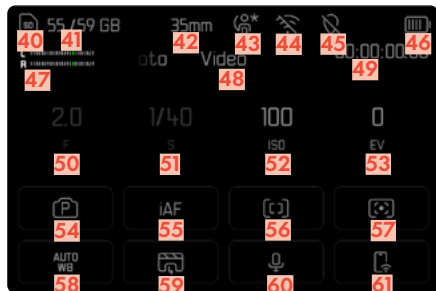 SD 55/59 GB 35mm
40 41 42 43 44 45 46
L
R
oto Video 00:00:00.00
47 48 49
2.0 1/40 100 0
F S ISO EV
50 51 52 53
P iAF
54 55 56 57
AUTO
WB
58 59 60 61